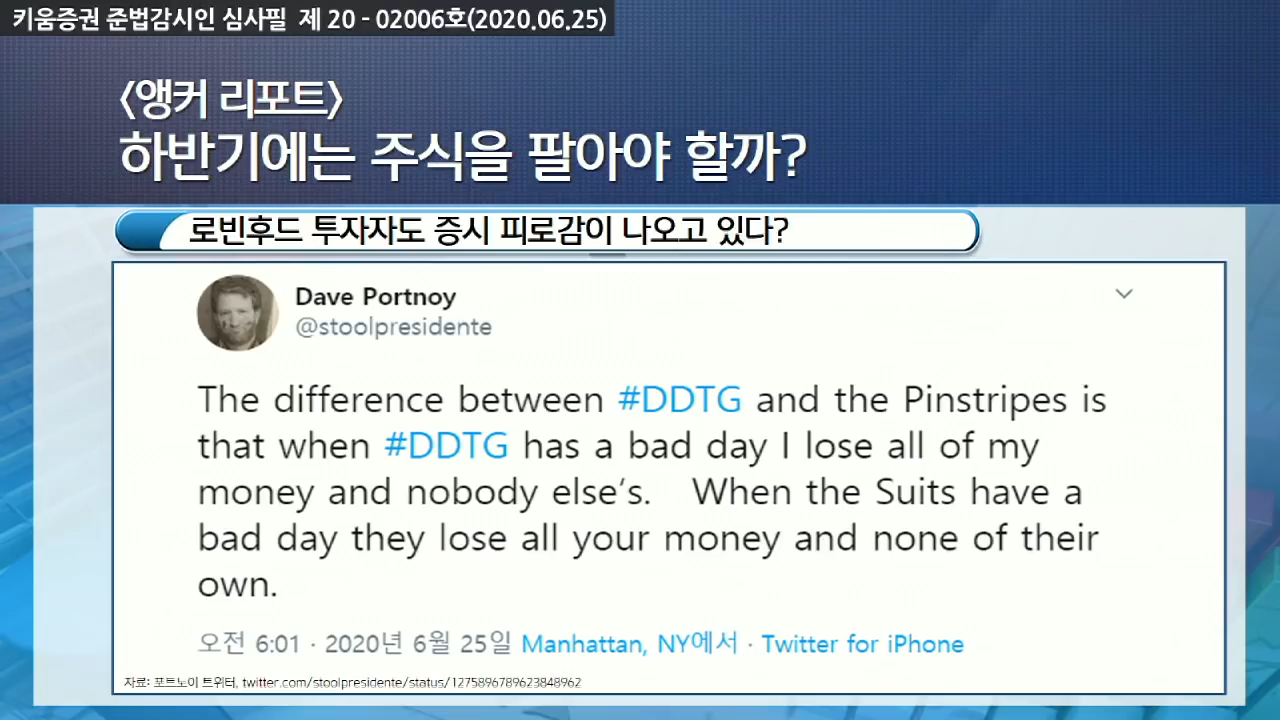 키움증권 준법감시인 심사필 제 20 - 02006호(2020.06.25)
<앵커 리포트>
하반기에는 주식을 팔아야 할까?
로빈후드 투자자도 증시 피로감이 나오고 있다?
Dave Portnoy
@stoolpresidente
The difference between #DDTG and the Pinstripes is
that when #DDTG has a bad day I lose all of my
money and nobody else's. When the Suits have a
bad day they lose all your money and none of their
own.
오전 6:01 · 2020년 6월 25일 Manhattan, NY에서 · Twitter for iPhone
자료: 포트노이 트위터, twitter.com/stoolpresidente/status/1275896789623848962